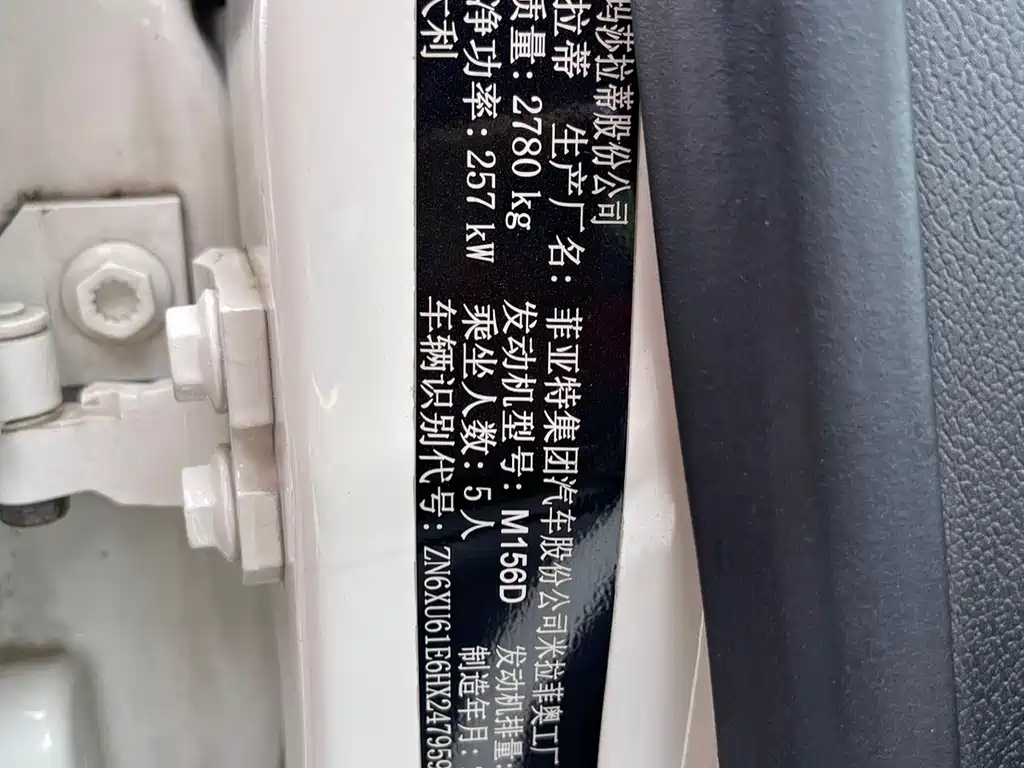 玛莎拉蒂股份公司
拉蒂 生产厂名: 菲亚特集团汽车股份公司米拉菲奥工厂
质量: 2780 kg 发动机型号: M156D 发动机排量:
净功率: 257 kW 乘坐人数: 5 人 制造年月:
大利 车辆识别代号: ZN6XU61E6HX247959